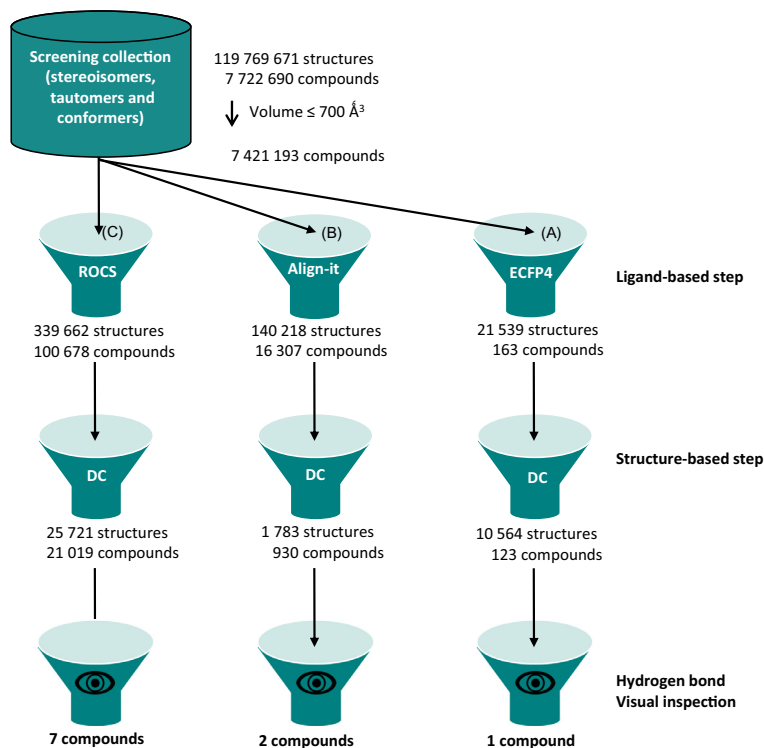 Screening collection
(stereoisomers,
tautomers and
conformers)
119 769 671 structures
7 722 690 compounds
Volume ≤ 700 Å³
7 421 193 compounds
(C)
(B)
(A)
ROCS
Align-it
ECFP4
Ligand-based step
339 662 structures
100 678 compounds
140 218 structures
16 307 compounds
21 539 structures
163 compounds
DC
DC
DC
Structure-based step
25 721 structures
21 019 compounds
1 783 structures
930 compounds
10 564 structures
123 compounds
Hydrogen bond
Visual inspection
7 compounds
2 compounds
1 compound